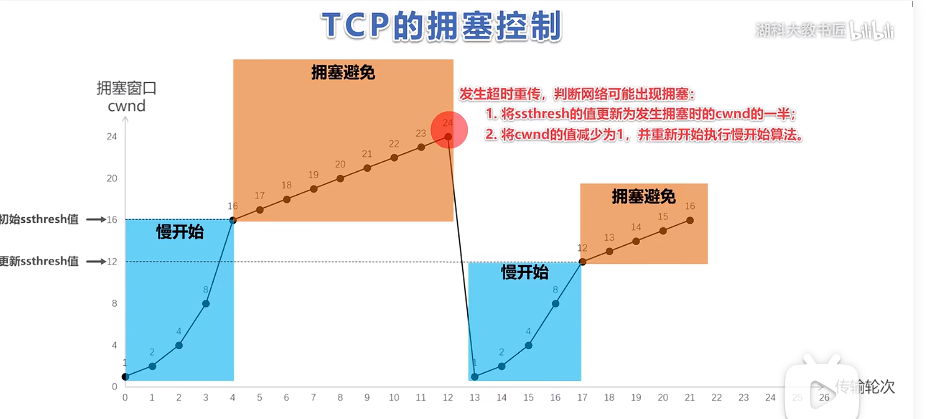 TCP的拥塞控制
湖科大教书匠 bilibili
拥塞窗口
cwnd
拥塞避免
发生超时重传，判断网络可能出现拥塞：
1. 将ssthresh的值更新为发生拥塞时的cwnd的一半；
2. 将cwnd的值减少为1，并重新开始执行慢开始算法。
24
24
23
22
21
20
20
19
18
17
16
拥塞避免
16
15
14
13
12
初始ssthresh值
16
慢开始
更新ssthresh值
12
慢开始
8
8
8
4
4
4
2
2
1
1
0
0 1 2 3 4 5 6 7 8 9 10 11 12 13 14 15 16 17 18 19 20 21 22 23 24 25 26
传输轮次